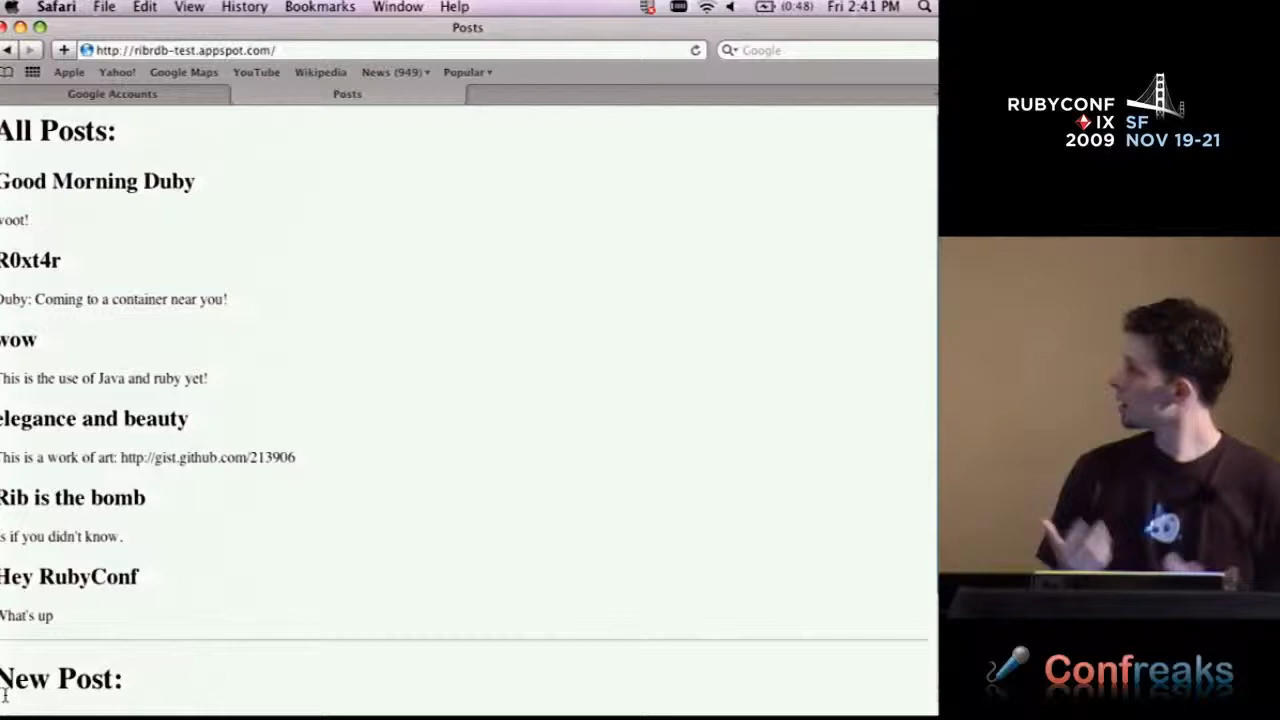 Safari File Edit View History Bookmarks Window Help (0:48) Fri 2:41 PM
Posts
http://ribrdb-test.appspot.com/ Google
Apple Yahoo! Google Maps YouTube Wikipedia News (949) Popular
Google Accounts Posts
All Posts:
Good Morning Duby
woot!
R0xt4r
Duby: Coming to a container near you!
wow
This is the use of Java and ruby yet!
elegance and beauty
This is a work of art: http://gist.github.com/213906
Rib is the bomb
is if you didn't know.
Hey RubyConf
What's up
New Post:
RUBYCONF
IX SF
2009 NOV 19-21
Confreaks